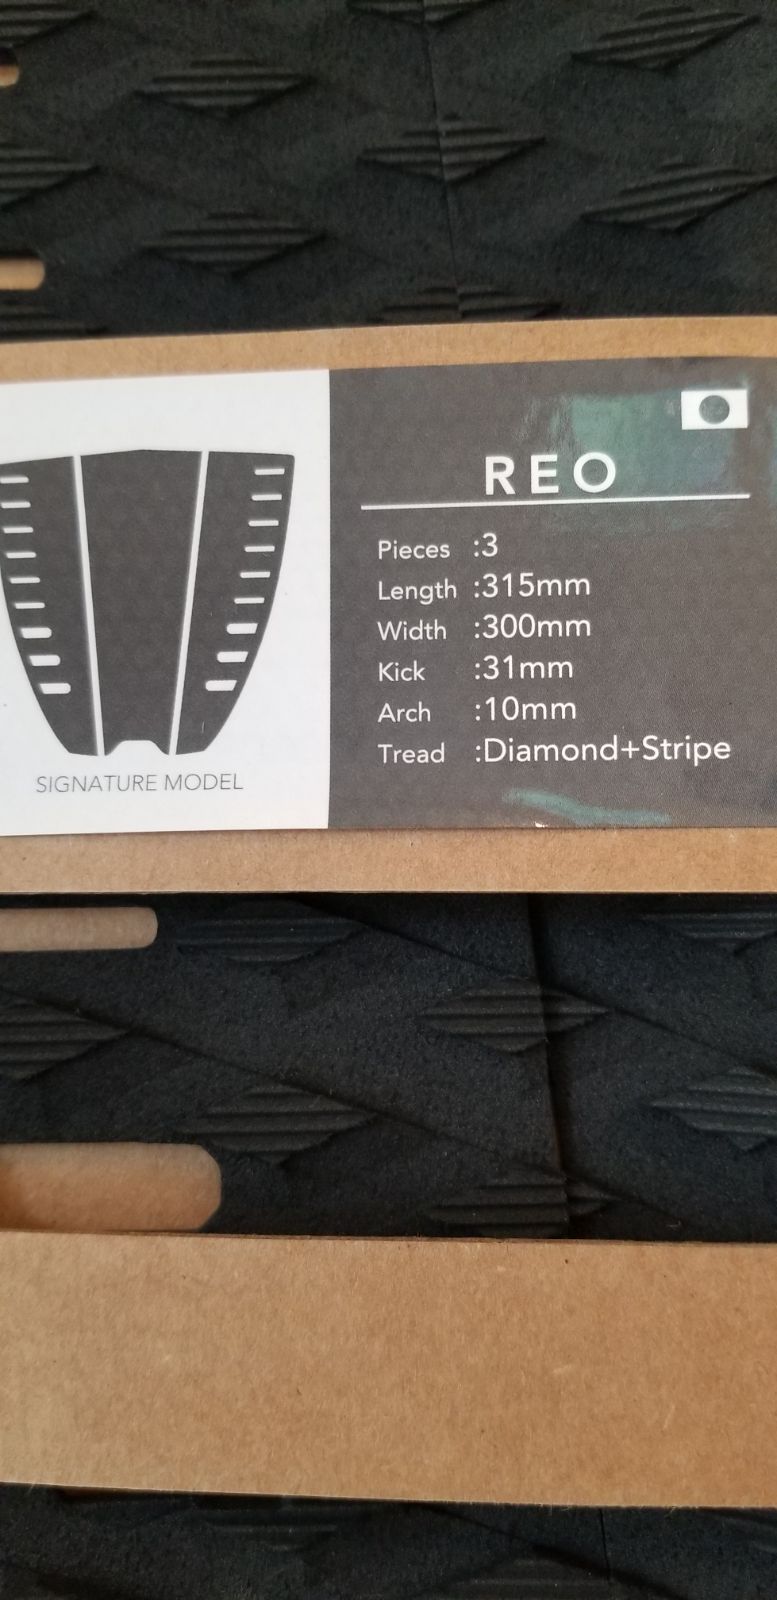 REO
Pieces :3
Length :315mm
Width :300mm
Kick :31mm
Arch :10mm
Tread :Diamond+Stripe
SIGNATURE MODEL